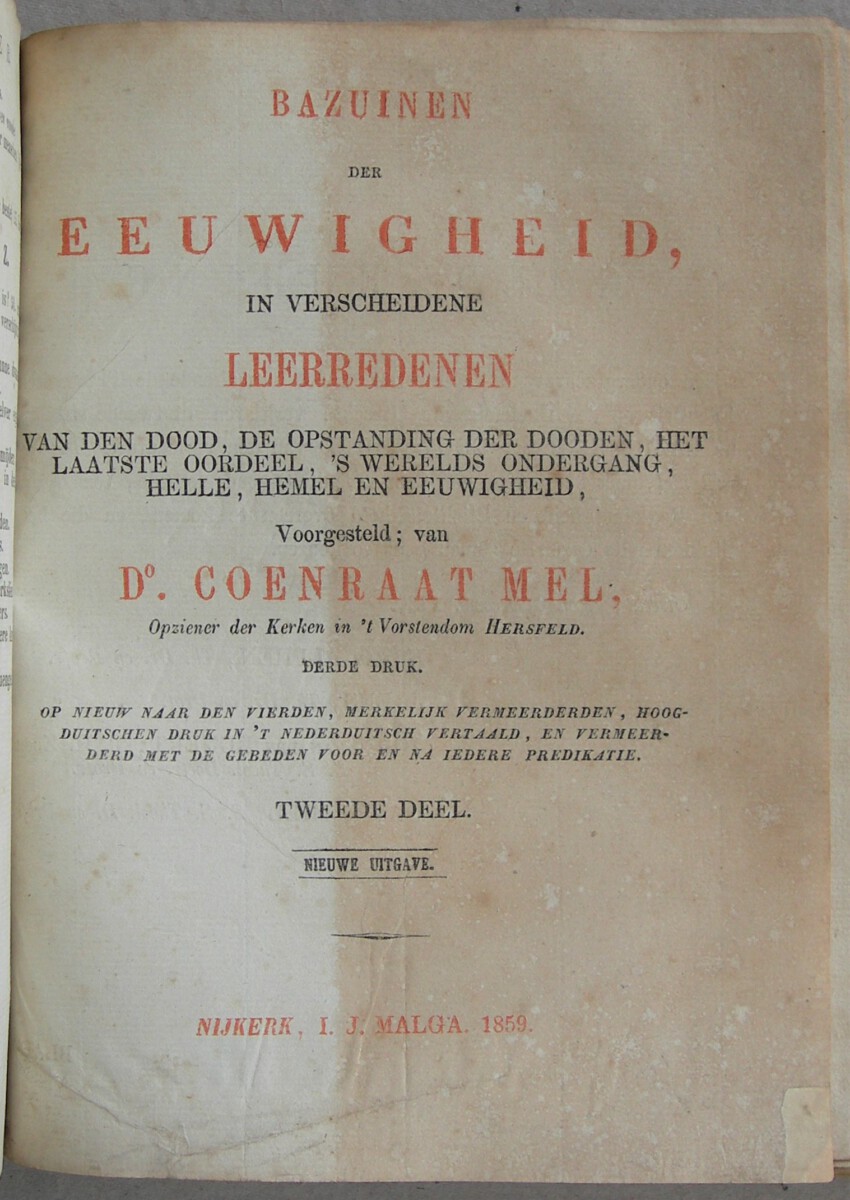 BAZUINEN
DER
EEUWIGHEID,
IN VERSCHEIDENE
LEERREDENEN
VAN DEN DOOD, DE OPSTANDING DER DOODEN, HET
LAATSTE OORDEEL, 'S WERELDS ONDERGANG,
HELLE, HEMEL EN EEUWIGHEID,
Voorgesteld; van
Do. COENRAAT MEL,
Opziener der Kerken in 't Vorstendom HERSFELD.
DERDE DRUK.
OP NIEUW NAAR DEN VIERDEN, MERKELIJK VERMEERDERDEN, HOOG-
DUITSCHEN DRUK IN 'T NEDERDUITSCH VERTAALD, EN VERMEER-
DERD MET DE GEBEDEN VOOR EN NA IEDERE PREDIKATIE.
TWEEDE DEEL.
NIEUWE UITGAVE.
NIJKERK, I. J. MALGA. 1859.